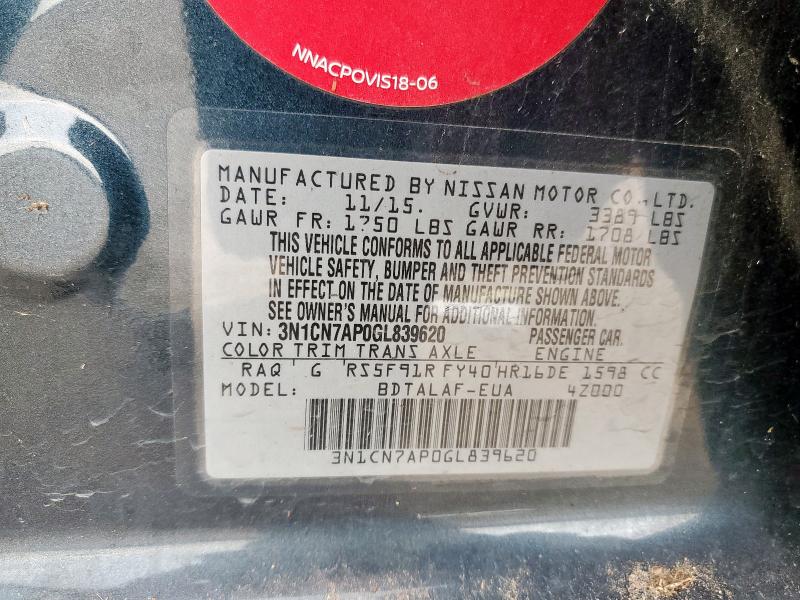 NNACPOVIS18-06
MANUFACTURED BY NISSAN MOTOR CO., LTD.
DATE: 11/15. GVWR: 3389 LBS
GAWR FR: 1750 LBS GAWR RR: 1708 LBS
THIS VEHICLE CONFORMS TO ALL APPLICABLE FEDERAL MOTOR
VEHICLE SAFETY, BUMPER AND THEFT PREVENTION STANDARDS
IN EFFECT ON THE DATE OF MANUFACTURE SHOWN ABOVE.
SEE OWNER'S MANUAL FOR ADDITIONAL INFORMATION.
VIN: 3N1CN7AP0GL839620 PASSENGER CAR.
COLOR TRIM TRANS AXLE ENGINE
RAQ G RS5F91R FY40 HR16DE 1598 CC
MODEL: BDTALAF-EUA 4Z000
3N1CN7AP0GL839620